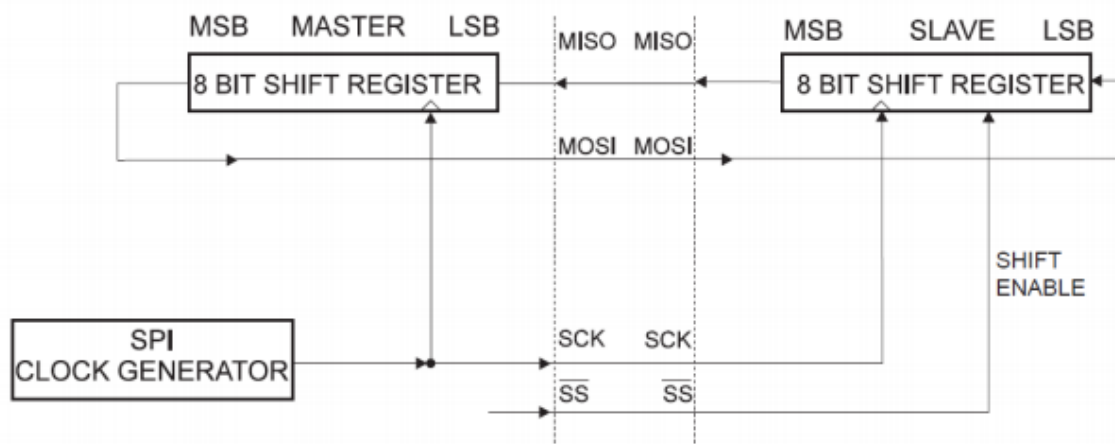 MSB MASTER LSB
MISO MISO
MSB SLAVE LSB
8 BIT SHIFT REGISTER
8 BIT SHIFT REGISTER
MOSI MOSI
SHIFT
ENABLE
SPI
CLOCK GENERATOR
SCK SCK
SS SS